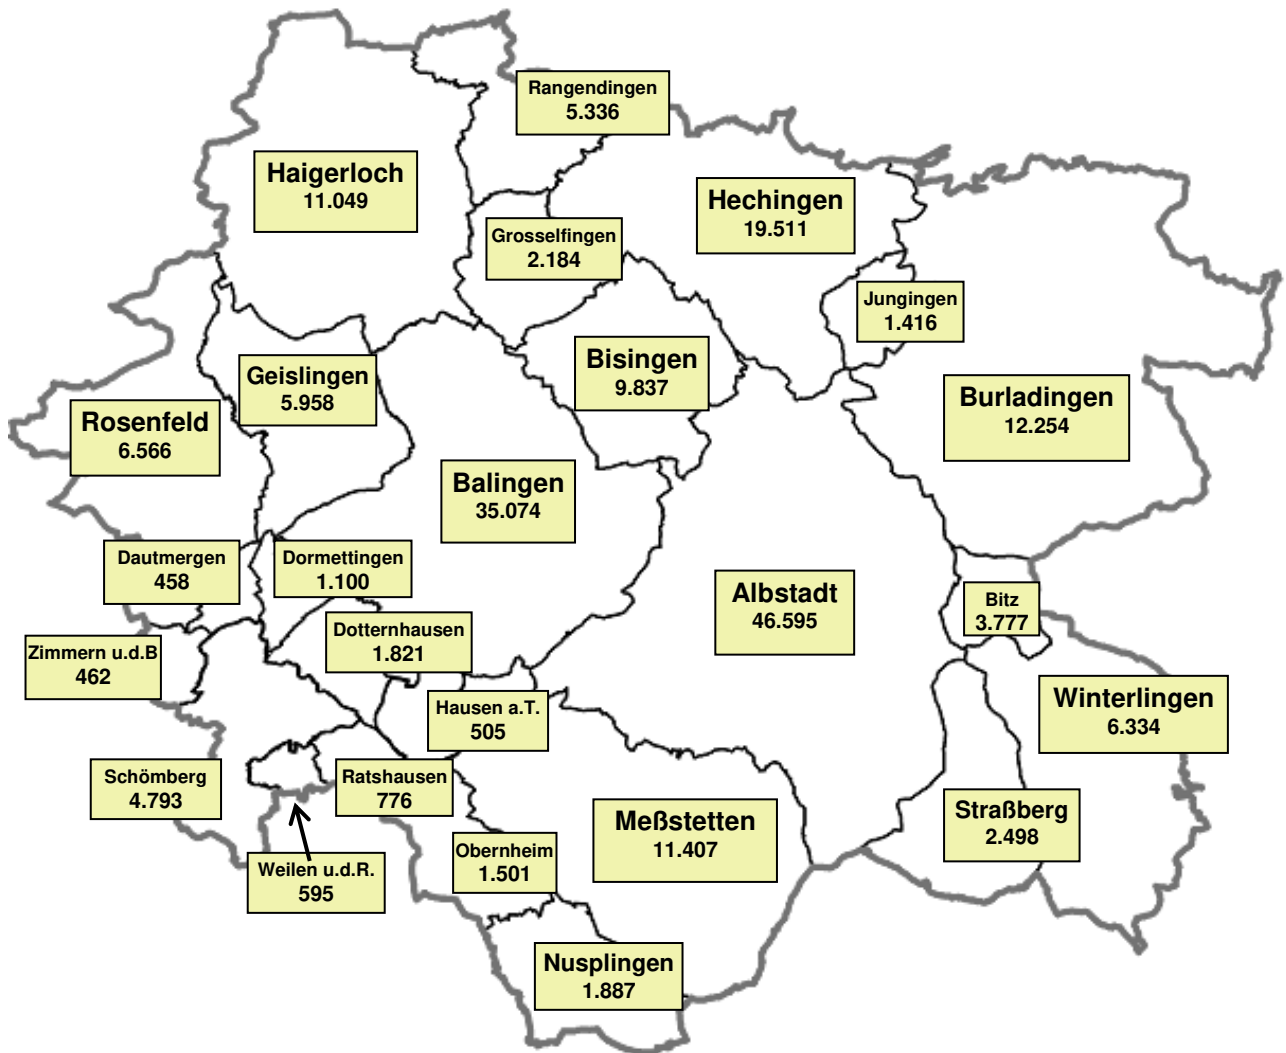 Rangendingen
5.336
Haigerloch
11.049
Hechingen
19.511
Grosselfingen
2.184
Jungingen
1.416
Bisingen
9.837
Geislingen
5.958
Burladingen
12.254
Rosenfeld
6.566
Balingen
35.074
Dautmergen
458
Dormettingen
1.100
Albstadt
46.595
Bitz
3.777
Dotternhausen
1.821
Zimmern u.d.B
462
Winterlingen
6.334
Hausen a.T.
505
Schömberg
4.793
Ratshausen
776
Meßstetten
11.407
Straßberg
2.498
Obernheim
1.501
Weilen u.d.R.
595
Nusplingen
1.887